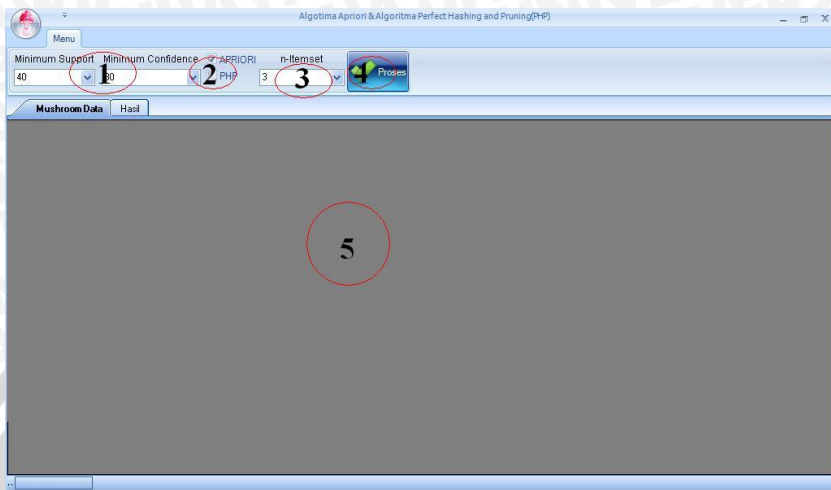 Algotima Apriori & Algoritma Perfect Hashing and Pruning(PHP)
Menu
Minimum Support Minimum Confidence APRIORI n-Itemset
40 1 80 2 PHP 3 3 4 Proses
Mushroom Data Hasil
5